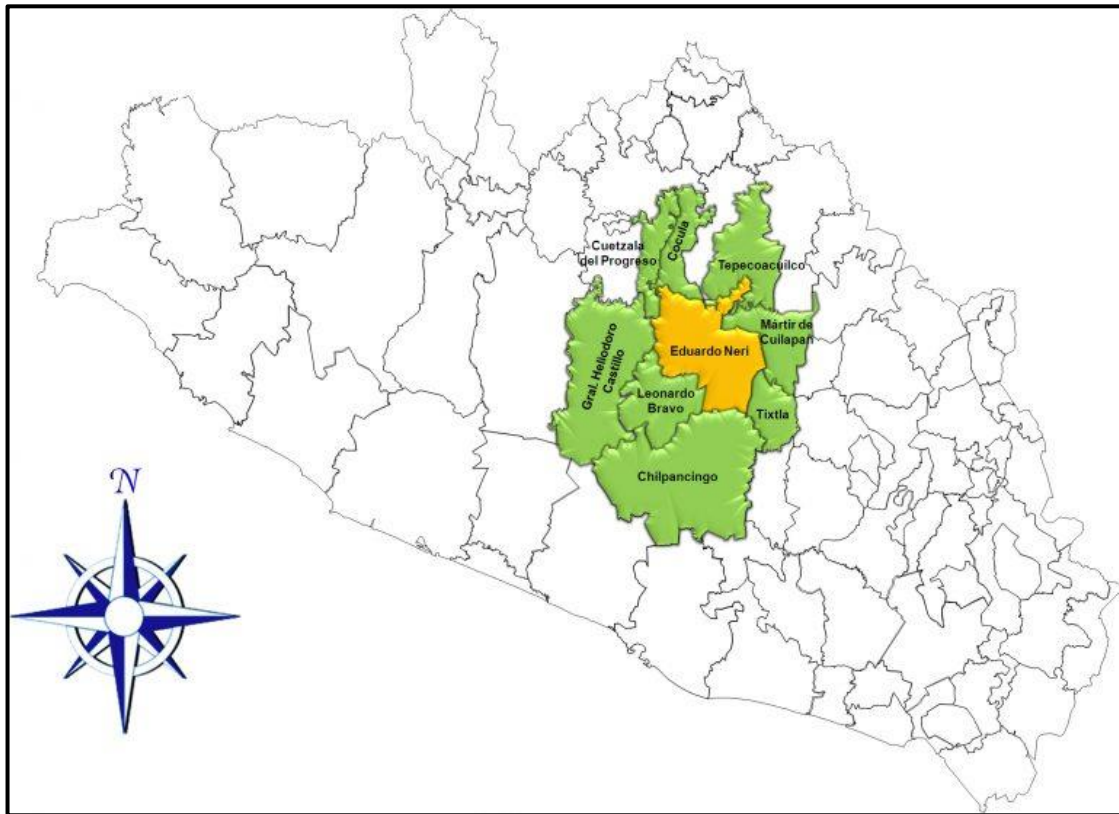 Cuetzala
del Progreso
Cocula
Tepecoacuilco
Mártir de
Cuilapan
Eduardo Neri
Gral. Heliodoro
Castillo
Leonardo
Bravo
Tixtla
Chilpancingo
N